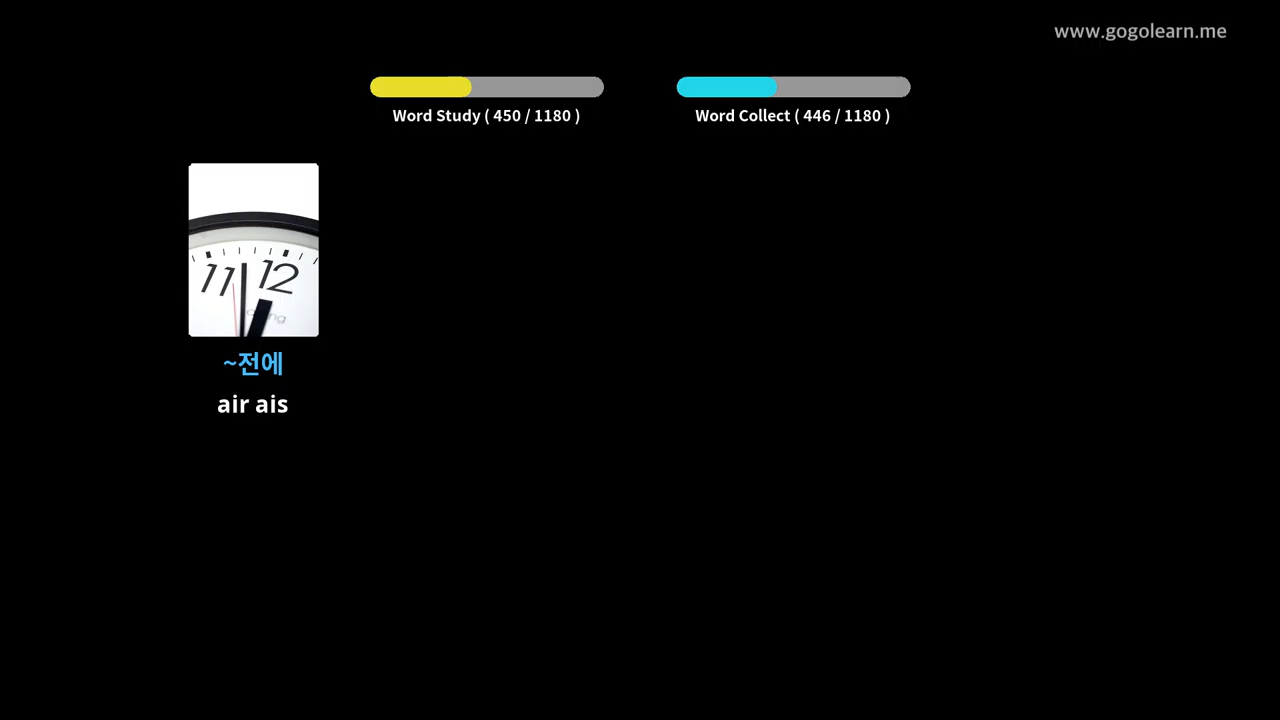 www.gogolearn.me
Word Study ( 450 / 1180 )
Word Collect ( 446 / 1180 )
11 12
~전에
air ais